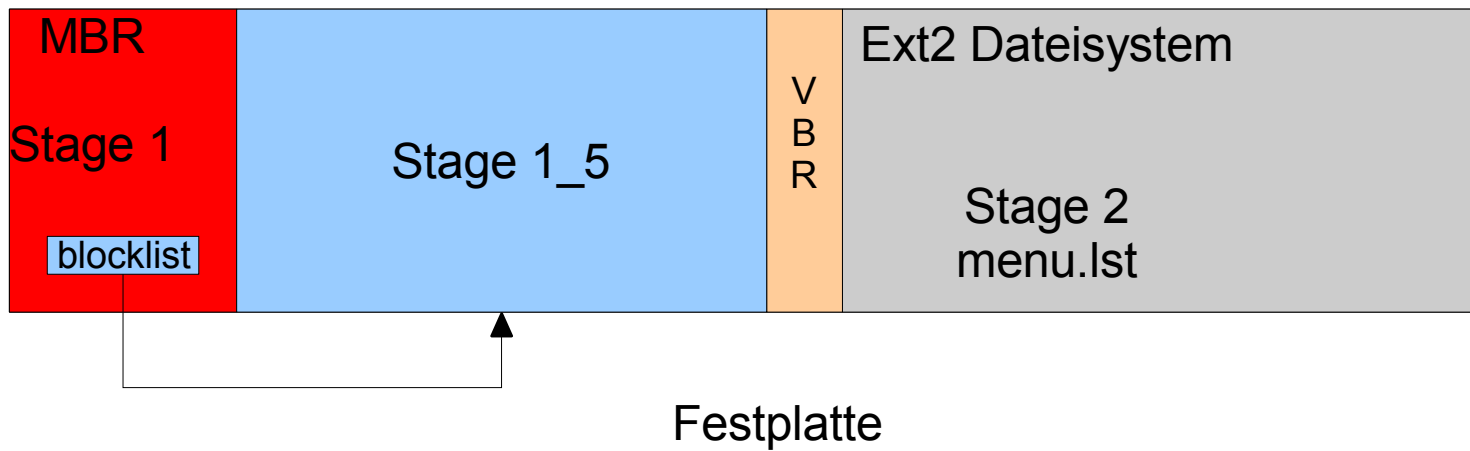 MBR
Stage 1
blocklist
Stage 1_5
V
B
R
Ext2 Dateisystem
Stage 2
menu.lst
Festplatte